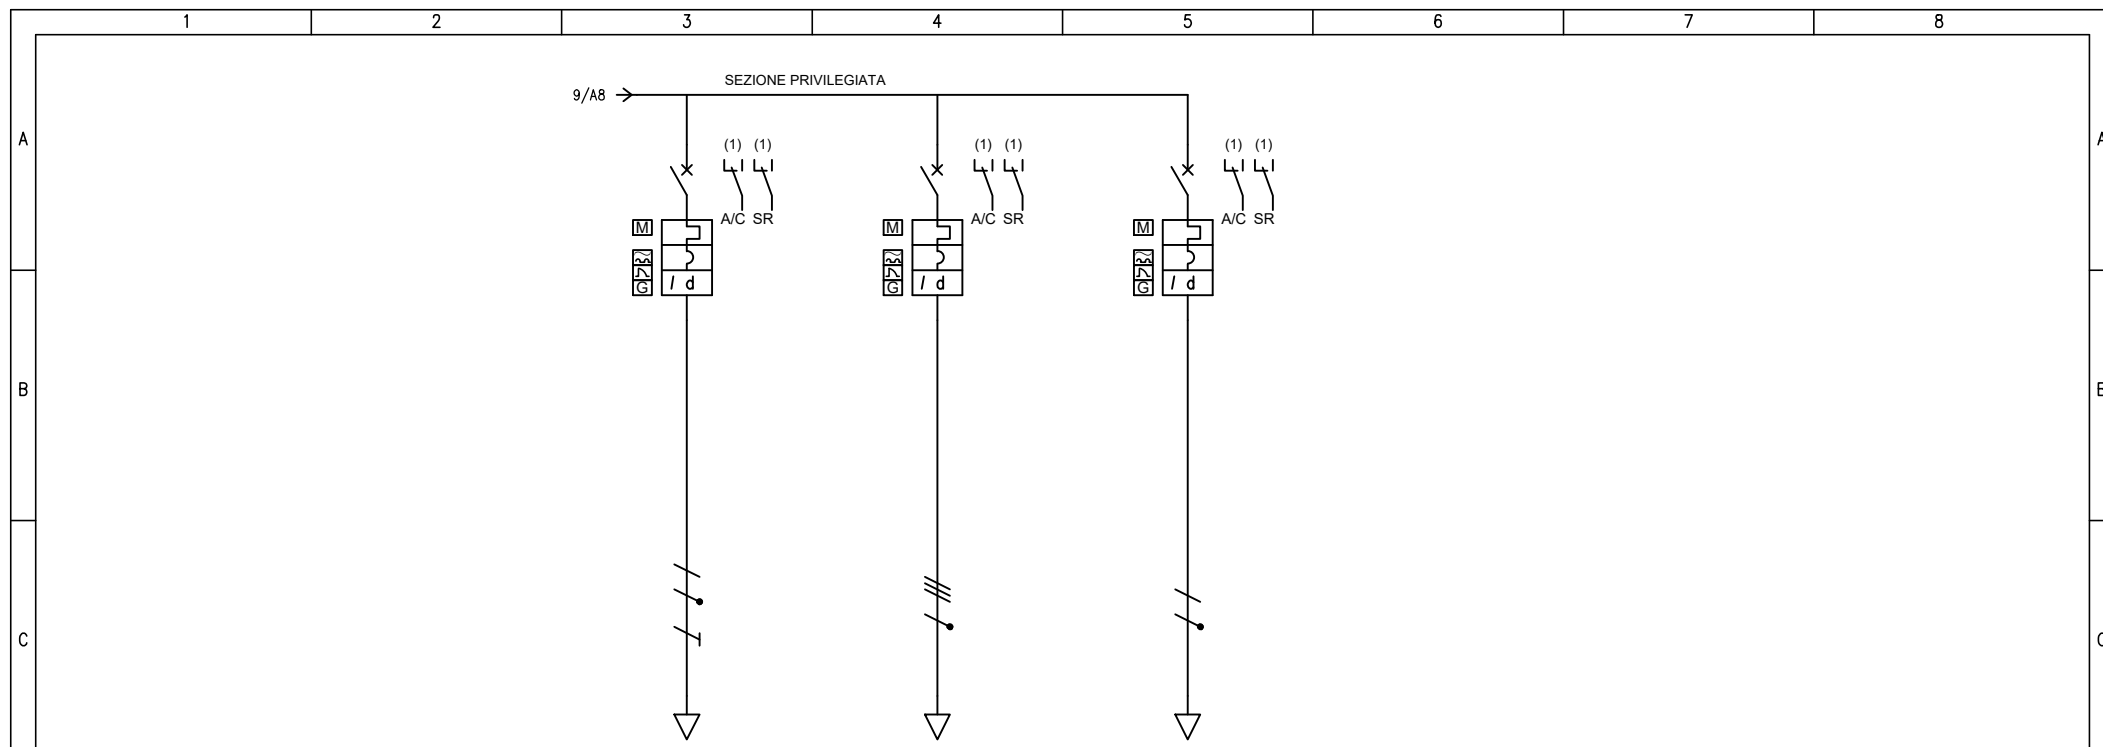 1 2 3 4 5 6 7 8
SEZIONE PRIVILEGIATA
9/A8
A A
(1) (1) (1) (1) (1) (1)
A/C SR A/C SR A/C SR
M M M
G I d G I d G I d
B B
C C